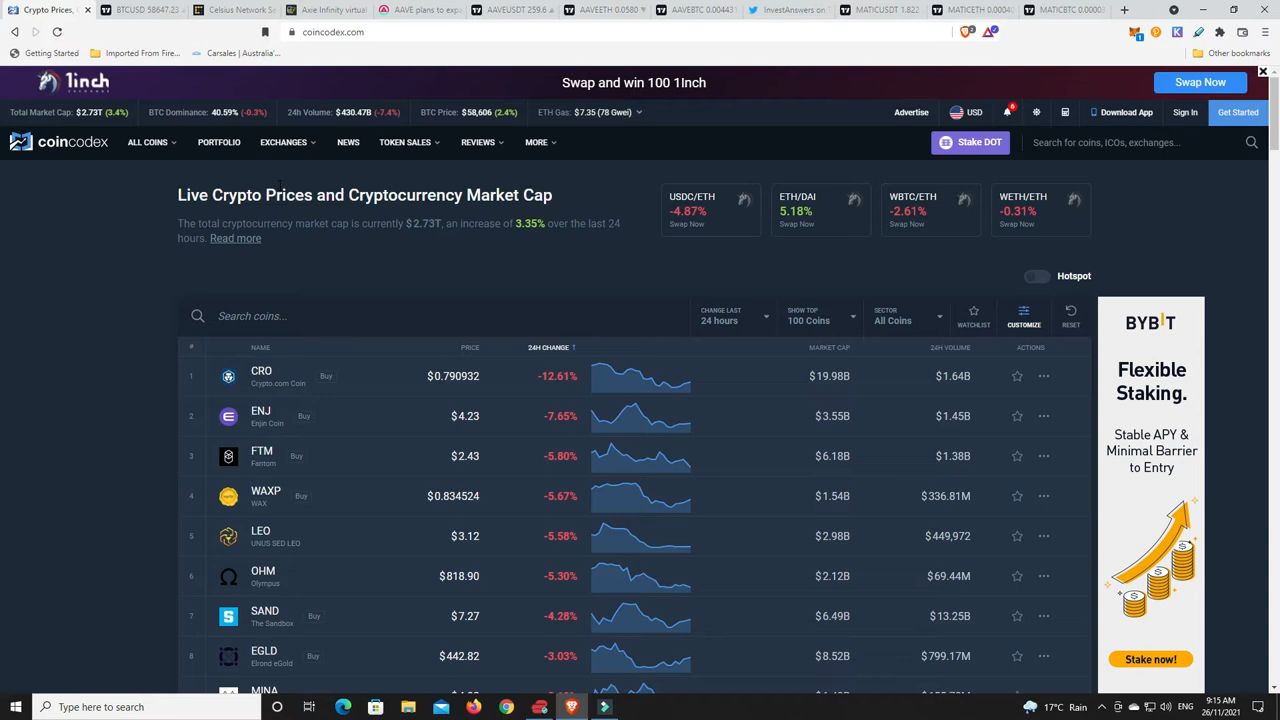 Crypto Prices, C
BTCUSD 58647.23
Celsius Network Se
Axie Infinity virtual
AAVE plans to expa
AAVEUSDT 259.6
AAVEETH 0.0580
AAVEBTC 0.004431
InvestAnswers on T
MATICUSDT 1.822
MATICETH 0.0004
MATICBTC 0.00003
coincodex.com
Getting Started
Imported From Fire...
Carsales | Australia'...
Other bookmarks
1inch
Swap and win 100 1Inch
Swap Now
Total Market Cap: $2.73T (3.4%)
BTC Dominance: 40.59% (-0.3%)
24h Volume: $430.47B (-7.4%)
BTC Price: $58,606 (2.4%)
ETH Gas: $7.35 (78 Gwei)
Advertise
USD
6
Download App
Sign In
Get Started
coincodex
ALL COINS
PORTFOLIO
EXCHANGES
NEWS
TOKEN SALES
REVIEWS
MORE
Stake DOT
Search for coins, ICOs, exchanges...
Live Crypto Prices and Cryptocurrency Market Cap
The total cryptocurrency market cap is currently $2.73T, an increase of 3.35% over the last 24
hours. Read more
USDC/ETH
-4.87%
Swap Now
ETH/DAI
5.18%
Swap Now
WBTC/ETH
-2.61%
Swap Now
WETH/ETH
-0.31%
Swap Now
Hotspot
Search coins...
CHANGE LAST
24 hours
SHOW TOP
100 Coins
SECTOR
All Coins
WATCHLIST
CUSTOMIZE
RESET
# NAME PRICE 24H CHANGE ↑ MARKET CAP 24H VOLUME ACTIONS
1 CRO Crypto.com Coin Buy $0.790932 -12.61% $19.98B $1.64B
2 ENJ Enjin Coin Buy $4.23 -7.65% $3.55B $1.45B
3 FTM Fantom Buy $2.43 -5.80% $6.18B $1.38B
4 WAXP WAX Buy $0.834524 -5.67% $1.54B $336.81M
5 LEO UNUS SED LEO $3.12 -5.58% $2.98B $449,972
6 OHM Olympus $818.90 -5.30% $2.12B $69.44M
7 SAND The Sandbox Buy $7.27 -4.28% $6.49B $13.25B
8 EGLD Elrond eGold Buy $442.82 -3.03% $8.52B $799.17M
MINA
BYBIT
Flexible
Staking.
Stable APY &
Minimal Barrier
to Entry
Stake now!
Type here to search
17°C Rain
ENG
9:15 AM
26/11/2021